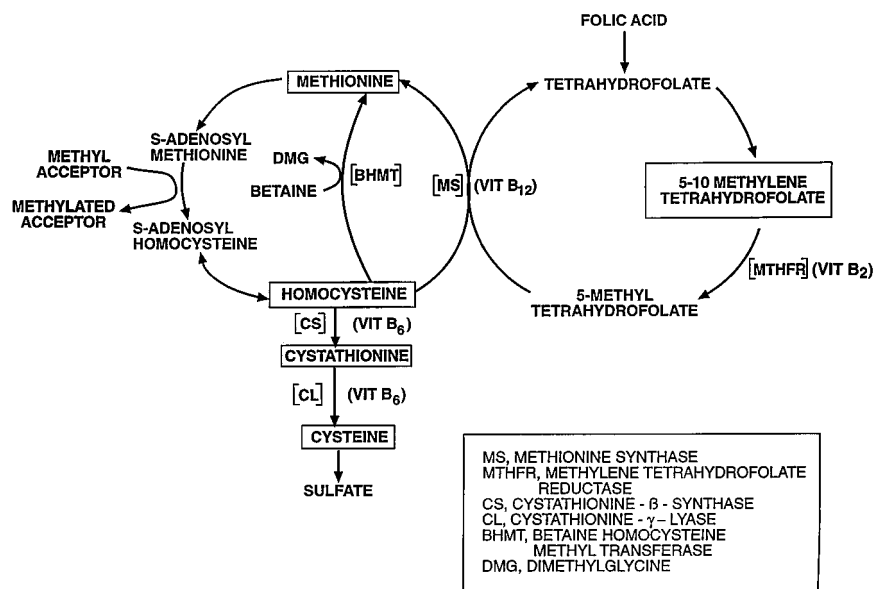 FOLIC ACID
METHIONINE
TETRAHYDROFOLATE
S-ADENOSYL
METHIONINE
METHYL
ACCEPTOR
DMG
BETAINE
[BHMT]
[MS]
(VIT B12)
5-10 METHYLENE
TETRAHYDROFOLATE
METHYLATED
ACCEPTOR
S-ADENOSYL
HOMOCYSTEINE
[MTHFR] (VIT B2)
HOMOCYSTEINE
5-METHYL
TETRAHYDROFOLATE
[CS]
(VIT B6)
CYSTATHIONINE
[CL]
(VIT B6)
CYSTEINE
SULFATE
MS, METHIONINE SYNTHASE
MTHFR, METHYLENE TETRAHYDROFOLATE
REDUCTASE
CS, CYSTATHIONINE - ß - SYNTHASE
CL, CYSTATHIONINE - γ - LYASE
BHMT, BETAINE HOMOCYSTEINE
METHYL TRANSFERASE
DMG, DIMETHYLGLYCINE